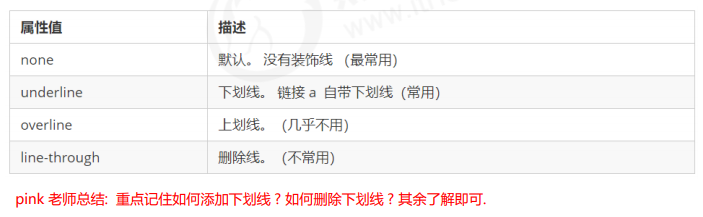 属性值 描述
none 默认。没有装饰线 （最常用）
underline 下划线。链接 a 自带下划线（常用）
overline 上划线。（几乎不用）
line-through 删除线。（不常用）
pink 老师总结: 重点记住如何添加下划线 ? 如何删除下划线 ? 其余了解即可.